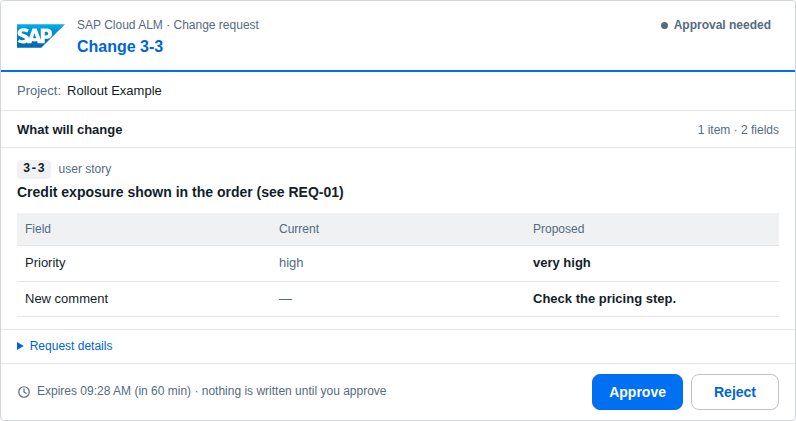 SAP
SAP Cloud ALM · Change request
Approval needed
Change 3-3
Project: Rollout Example
What will change
1 item · 2 fields
3-3 user story
Credit exposure shown in the order (see REQ-01)
Field Current Proposed
Priority high very high
New comment — Check the pricing step.
Request details
Expires 09:28 AM (in 60 min) · nothing is written until you approve
Approve Reject